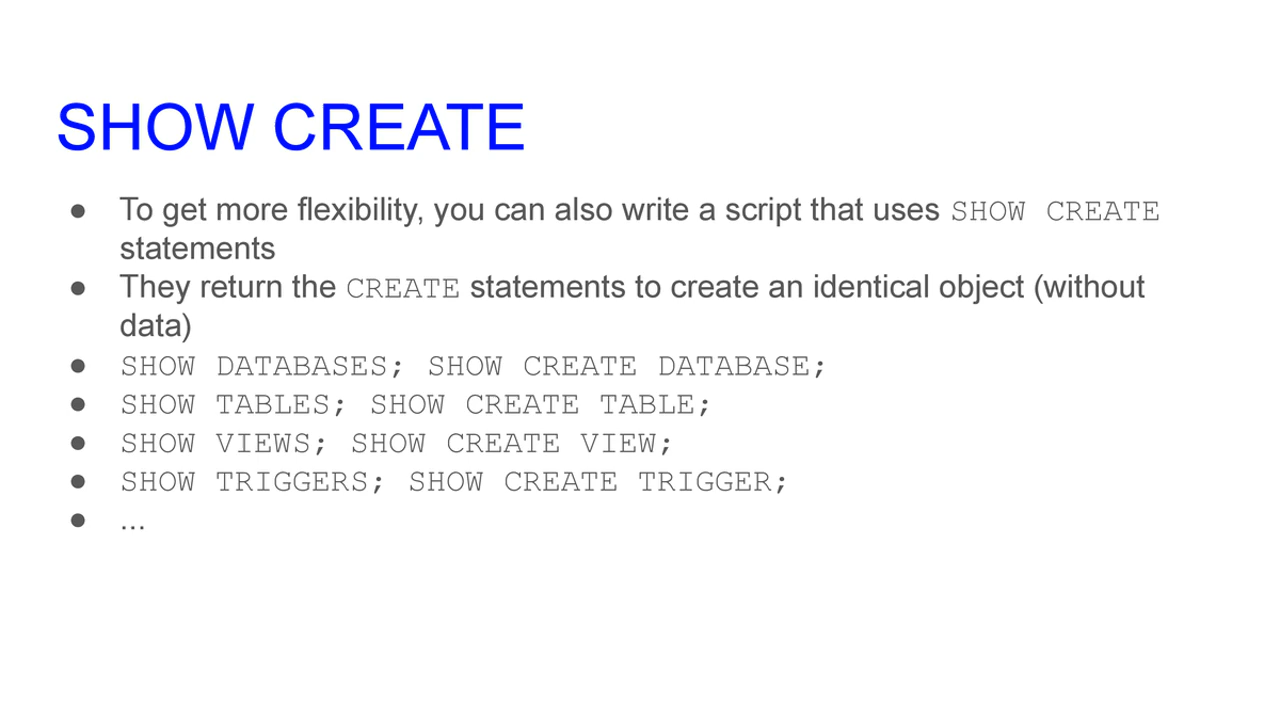 SHOW CREATE
● To get more flexibility, you can also write a script that uses SHOW CREATE
statements
● They return the CREATE statements to create an identical object (without
data)
● SHOW DATABASES; SHOW CREATE DATABASE;
● SHOW TABLES; SHOW CREATE TABLE;
● SHOW VIEWS; SHOW CREATE VIEW;
● SHOW TRIGGERS; SHOW CREATE TRIGGER;
● ...